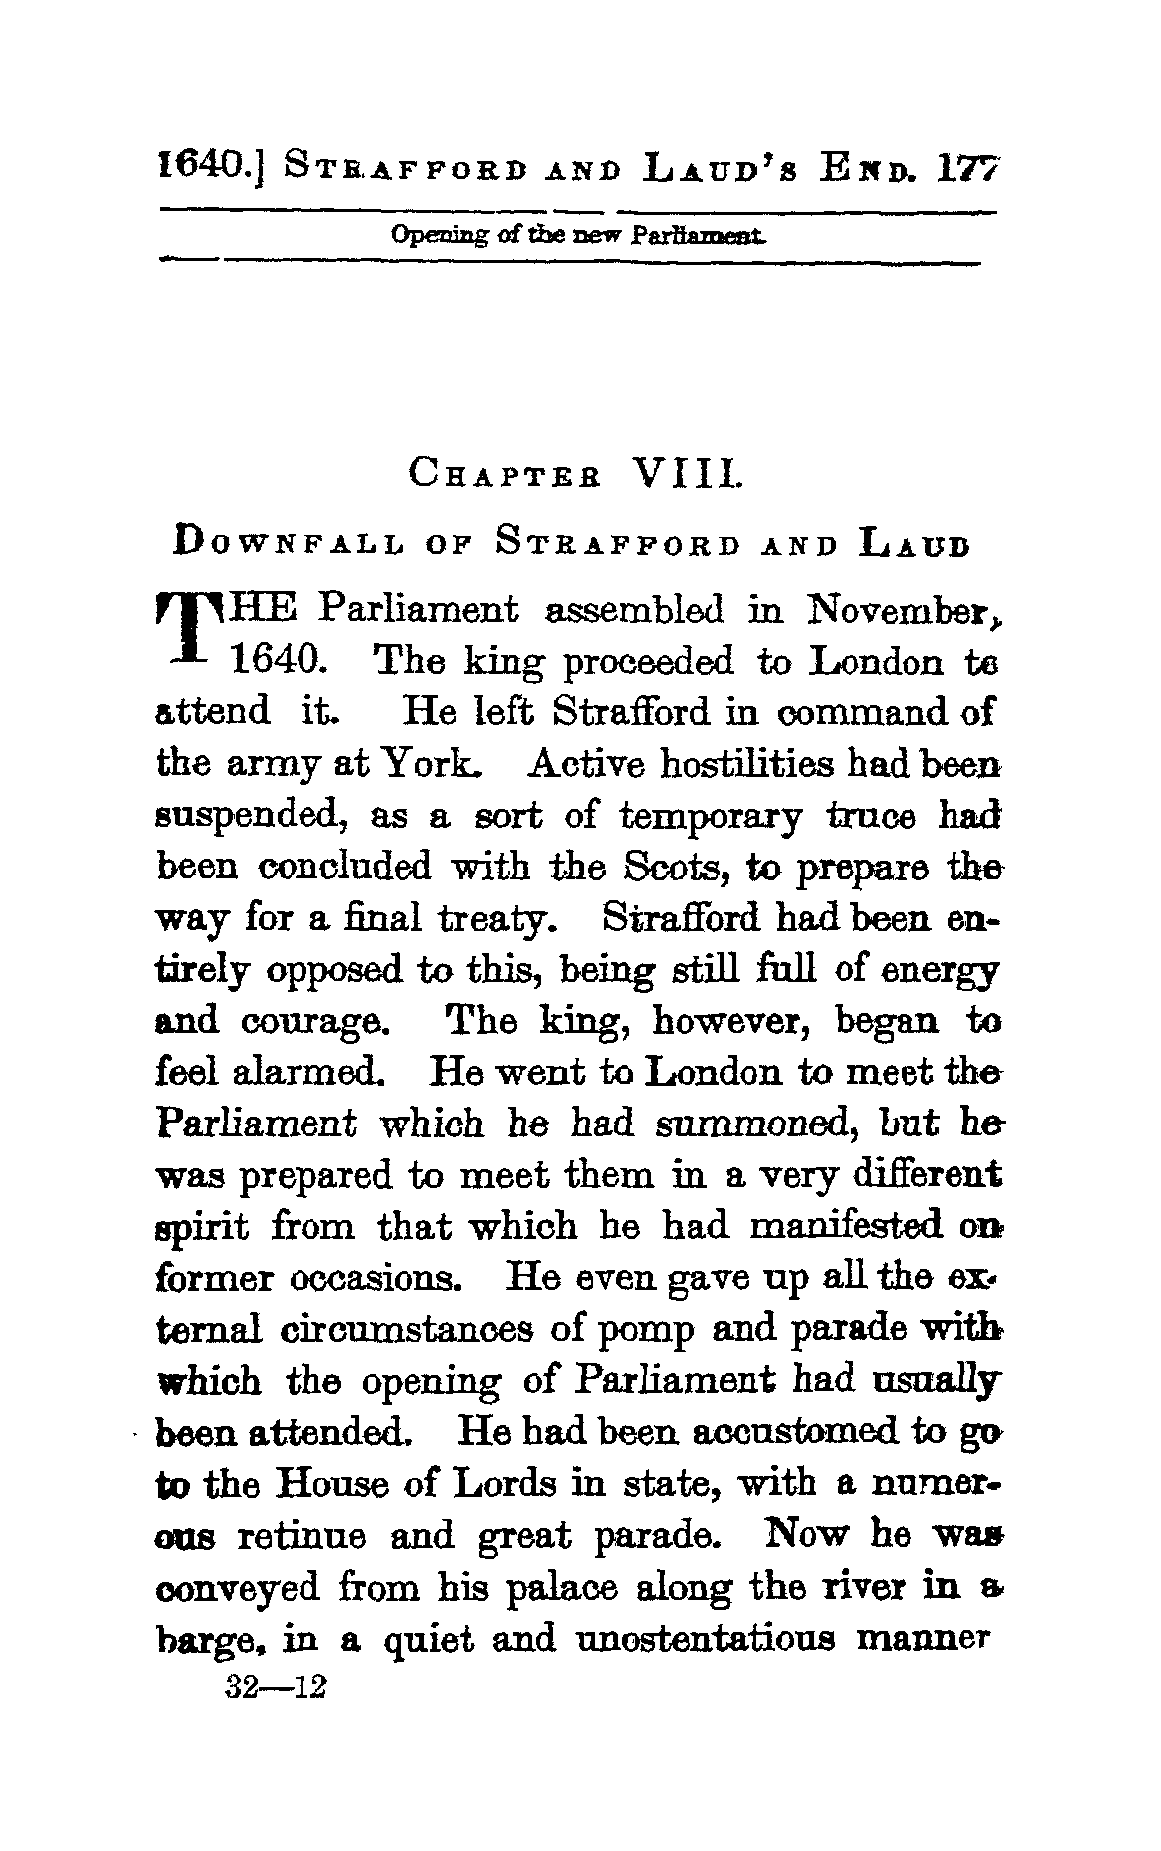 1640.] STRAFFORD AND LAUD'S END. 177
Opening of the new Parliament.
CHAPTER VIII.
DOWNFALL OF STRAFFORD AND LAUD
THE Parliament assembled in November,
1640. The king proceeded to London to
attend it. He left Strafford in command of
the army at York. Active hostilities had been
suspended, as a sort of temporary truce had
been concluded with the Scots, to prepare the
way for a final treaty. Strafford had been en-
tirely opposed to this, being still full of energy
and courage. The king, however, began to
feel alarmed. He went to London to meet the
Parliament which he had summoned, but he
was prepared to meet them in a very different
spirit from that which he had manifested on
former occasions. He even gave up all the ex-
ternal circumstances of pomp and parade with
which the opening of Parliament had usually
been attended. He had been accustomed to go
to the House of Lords in state, with a numer-
ous retinue and great parade. Now he was
conveyed from his palace along the river in a
barge, in a quiet and unostentatious manner
32—12